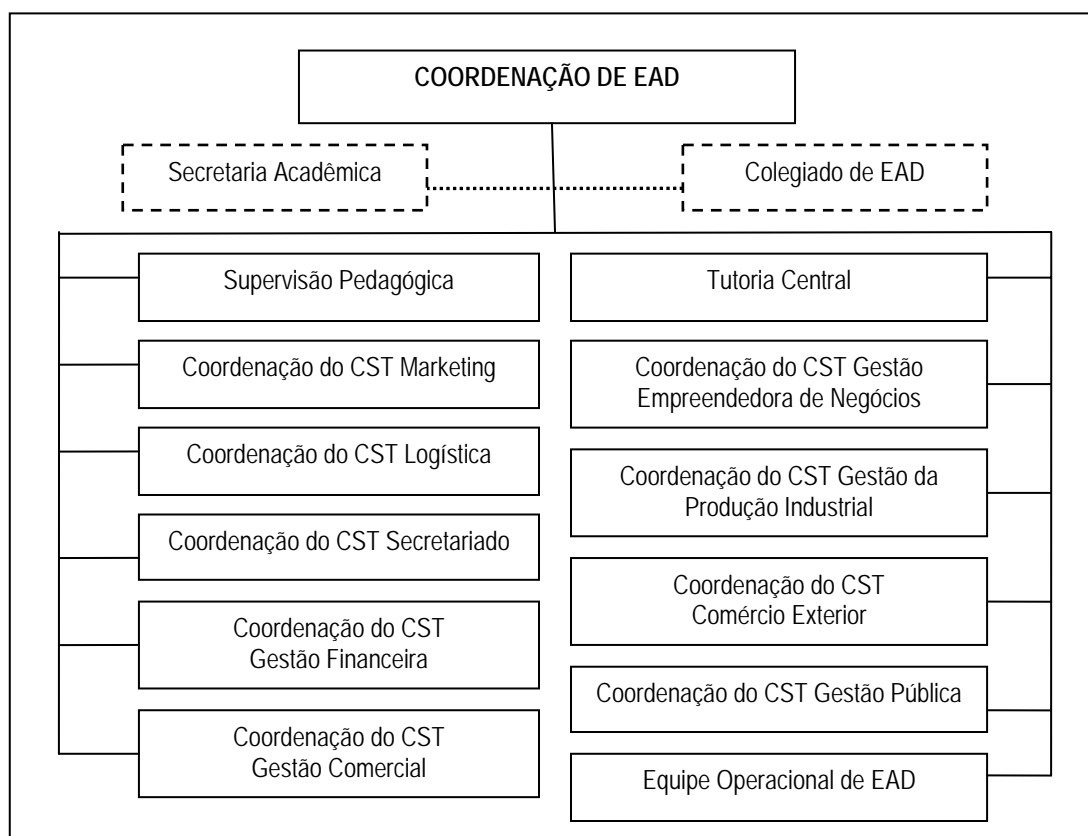 COORDENAÇÃO DE EAD
Secretaria Acadêmica
Colegiado de EAD
Supervisão Pedagógica
Coordenação do CST Marketing
Coordenação do CST Logística
Coordenação do CST Secretariado
Coordenação do CST
Gestão Financeira
Coordenação do CST
Gestão Comercial
Tutoria Central
Coordenação do CST Gestão
Empreendedora de Negócios
Coordenação do CST Gestão da
Produção Industrial
Coordenação do CST
Comércio Exterior
Coordenação do CST Gestão Pública
Equipe Operacional de EAD